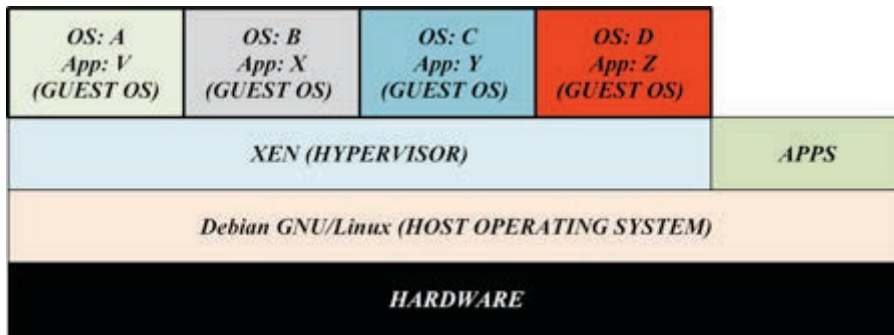 OS: A
App: V
(GUEST OS)
OS: B
App: X
(GUEST OS)
OS: C
App: Y
(GUEST OS)
OS: D
App: Z
(GUEST OS)
XEN (HYPERVISOR)
APPS
Debian GNU/Linux (HOST OPERATING SYSTEM)
HARDWARE